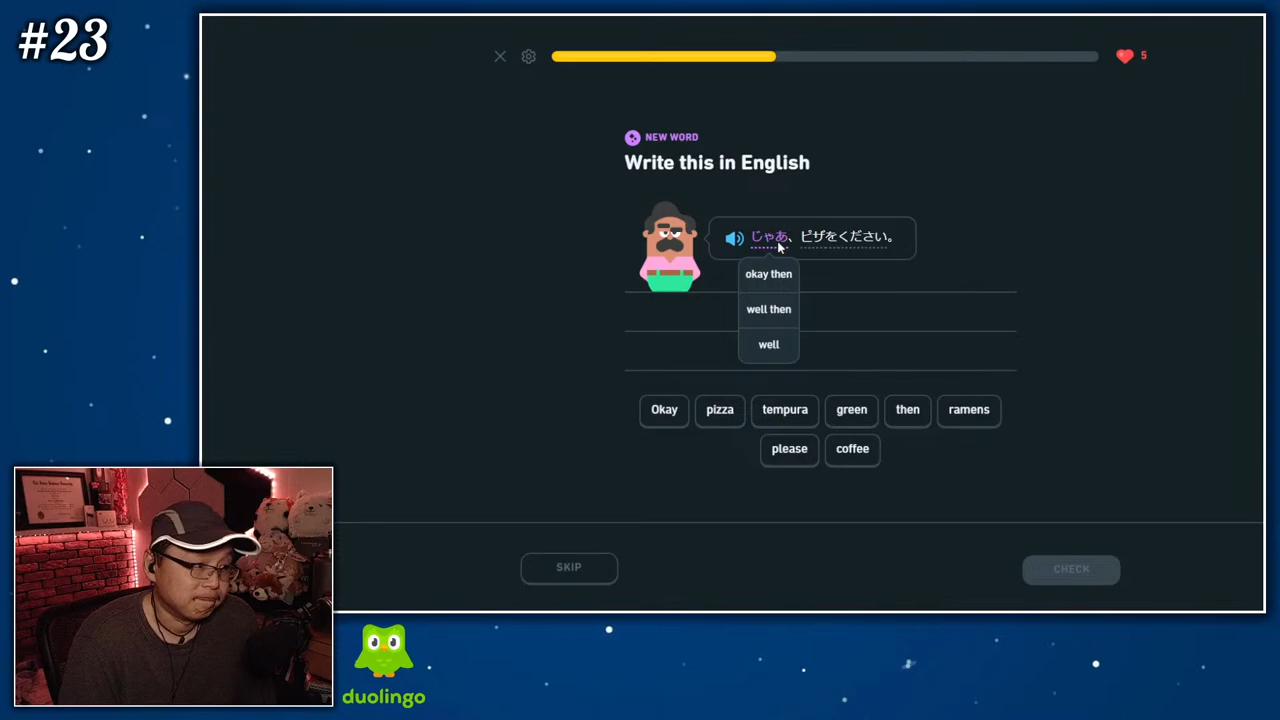 #23
5
NEW WORD
Write this in English
じゃあ、ピザをください。
okay then
well then
well
Okay pizza tempura green then ramens
please coffee
SKIP CHECK
duolingo